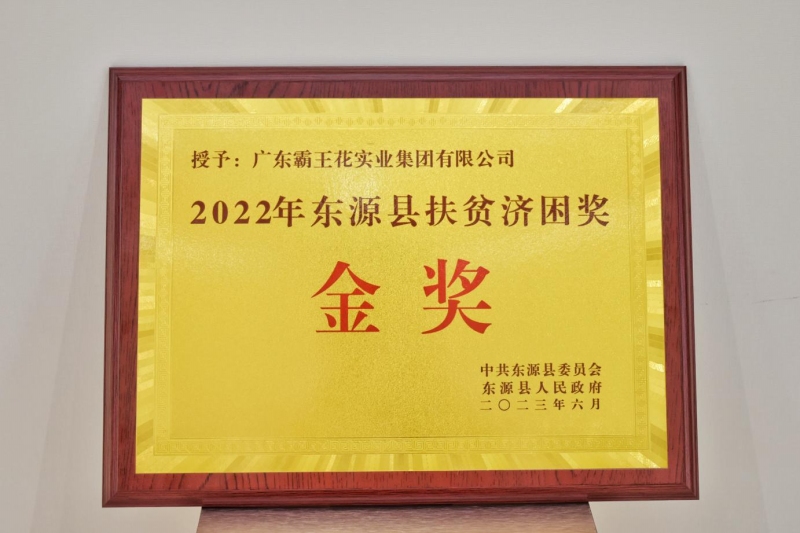 授予：广东霸王花实业集团有限公司
2022年东源县扶贫济困奖
金奖
中共东源县委员会
东源县人民政府
二〇二三年六月